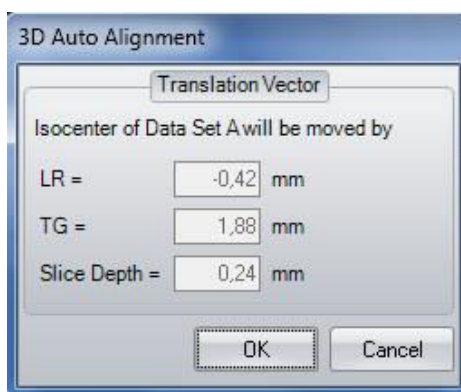 3D Auto Alignment
Translation Vector
Isocenter of Data Set A will be moved by
LR = -0,42 mm
TG = 1,88 mm
Slice Depth = 0,24 mm
OK Cancel